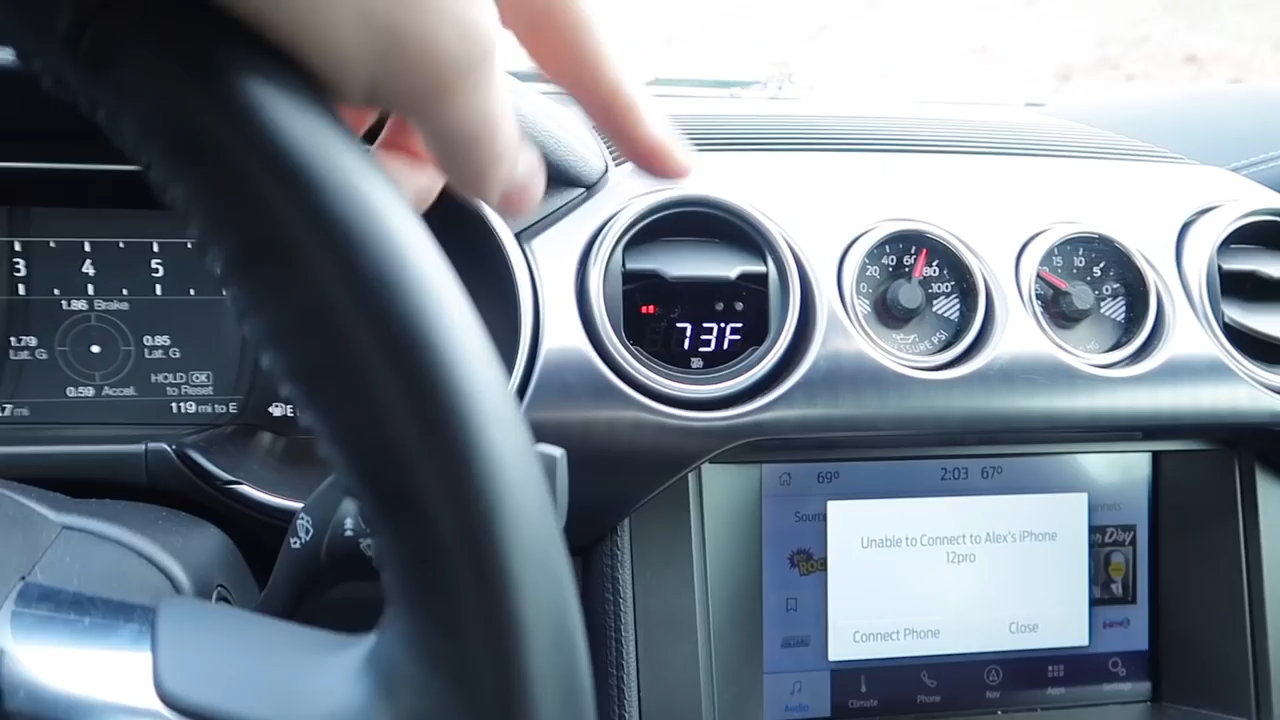 3 4 5
1.86 Brake
1.79
Lat. G
0.85
Lat. G
0.59 Accel.
HOLD OK
to Reset
119 mi to E
E
73°F
0 20 40 60 80 100
PRESSURE PSI
15 10 5 0
69° 2:03 67°
Unable to Connect to Alex's iPhone
12pro
Connect Phone Close
Audio Climate Phone Nav Apps Settings